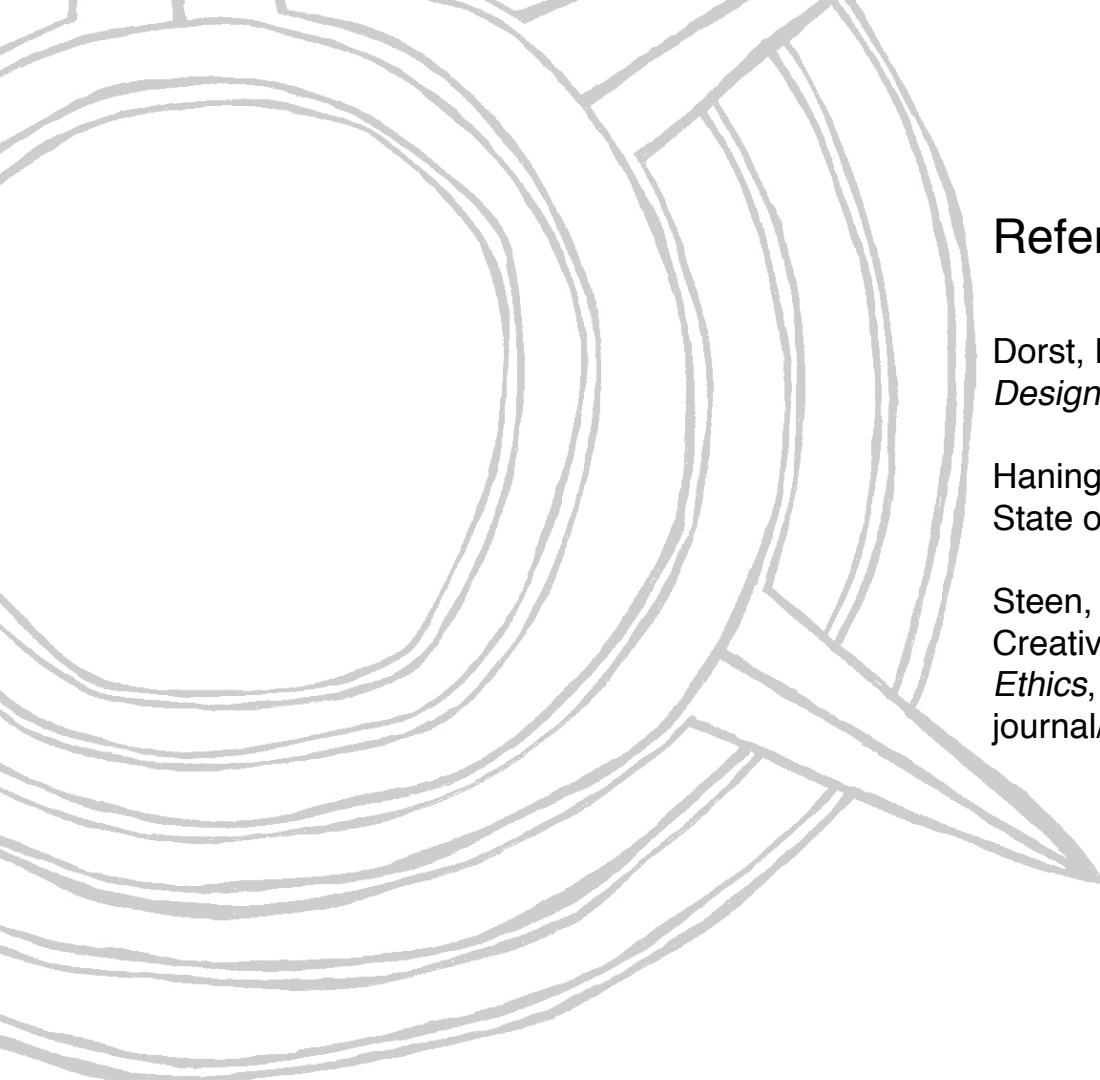 Refer
Dorst,
Design
Haning
State o
Steen,
Creativ
Ethics,
journal/